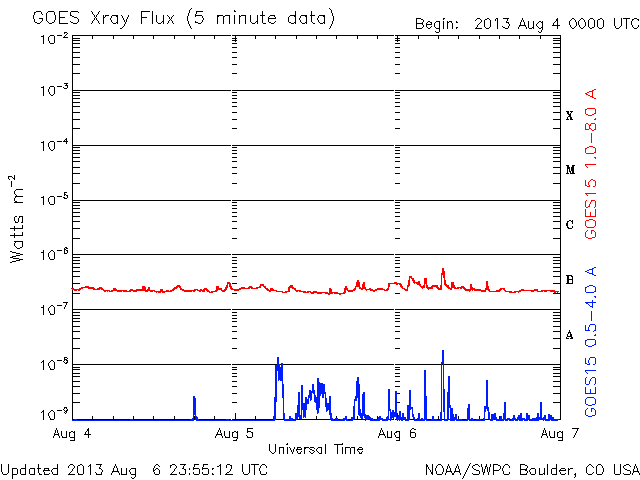 GOES Xray Flux (5 minute data)
Begin: 2013 Aug 4 0000 UTC
10⁻²
10⁻³
10⁻⁴
10⁻⁵
10⁻⁶
10⁻⁷
10⁻⁸
10⁻⁹
Watts m⁻²
X
M
C
B
A
GOES15 1.0-8.0 A
GOES15 0.5-4.0 A
Aug 4
Aug 5
Aug 6
Aug 7
Universal Time
Updated 2013 Aug 6 23:55:12 UTC
NOAA/SWPC Boulder, CO USA